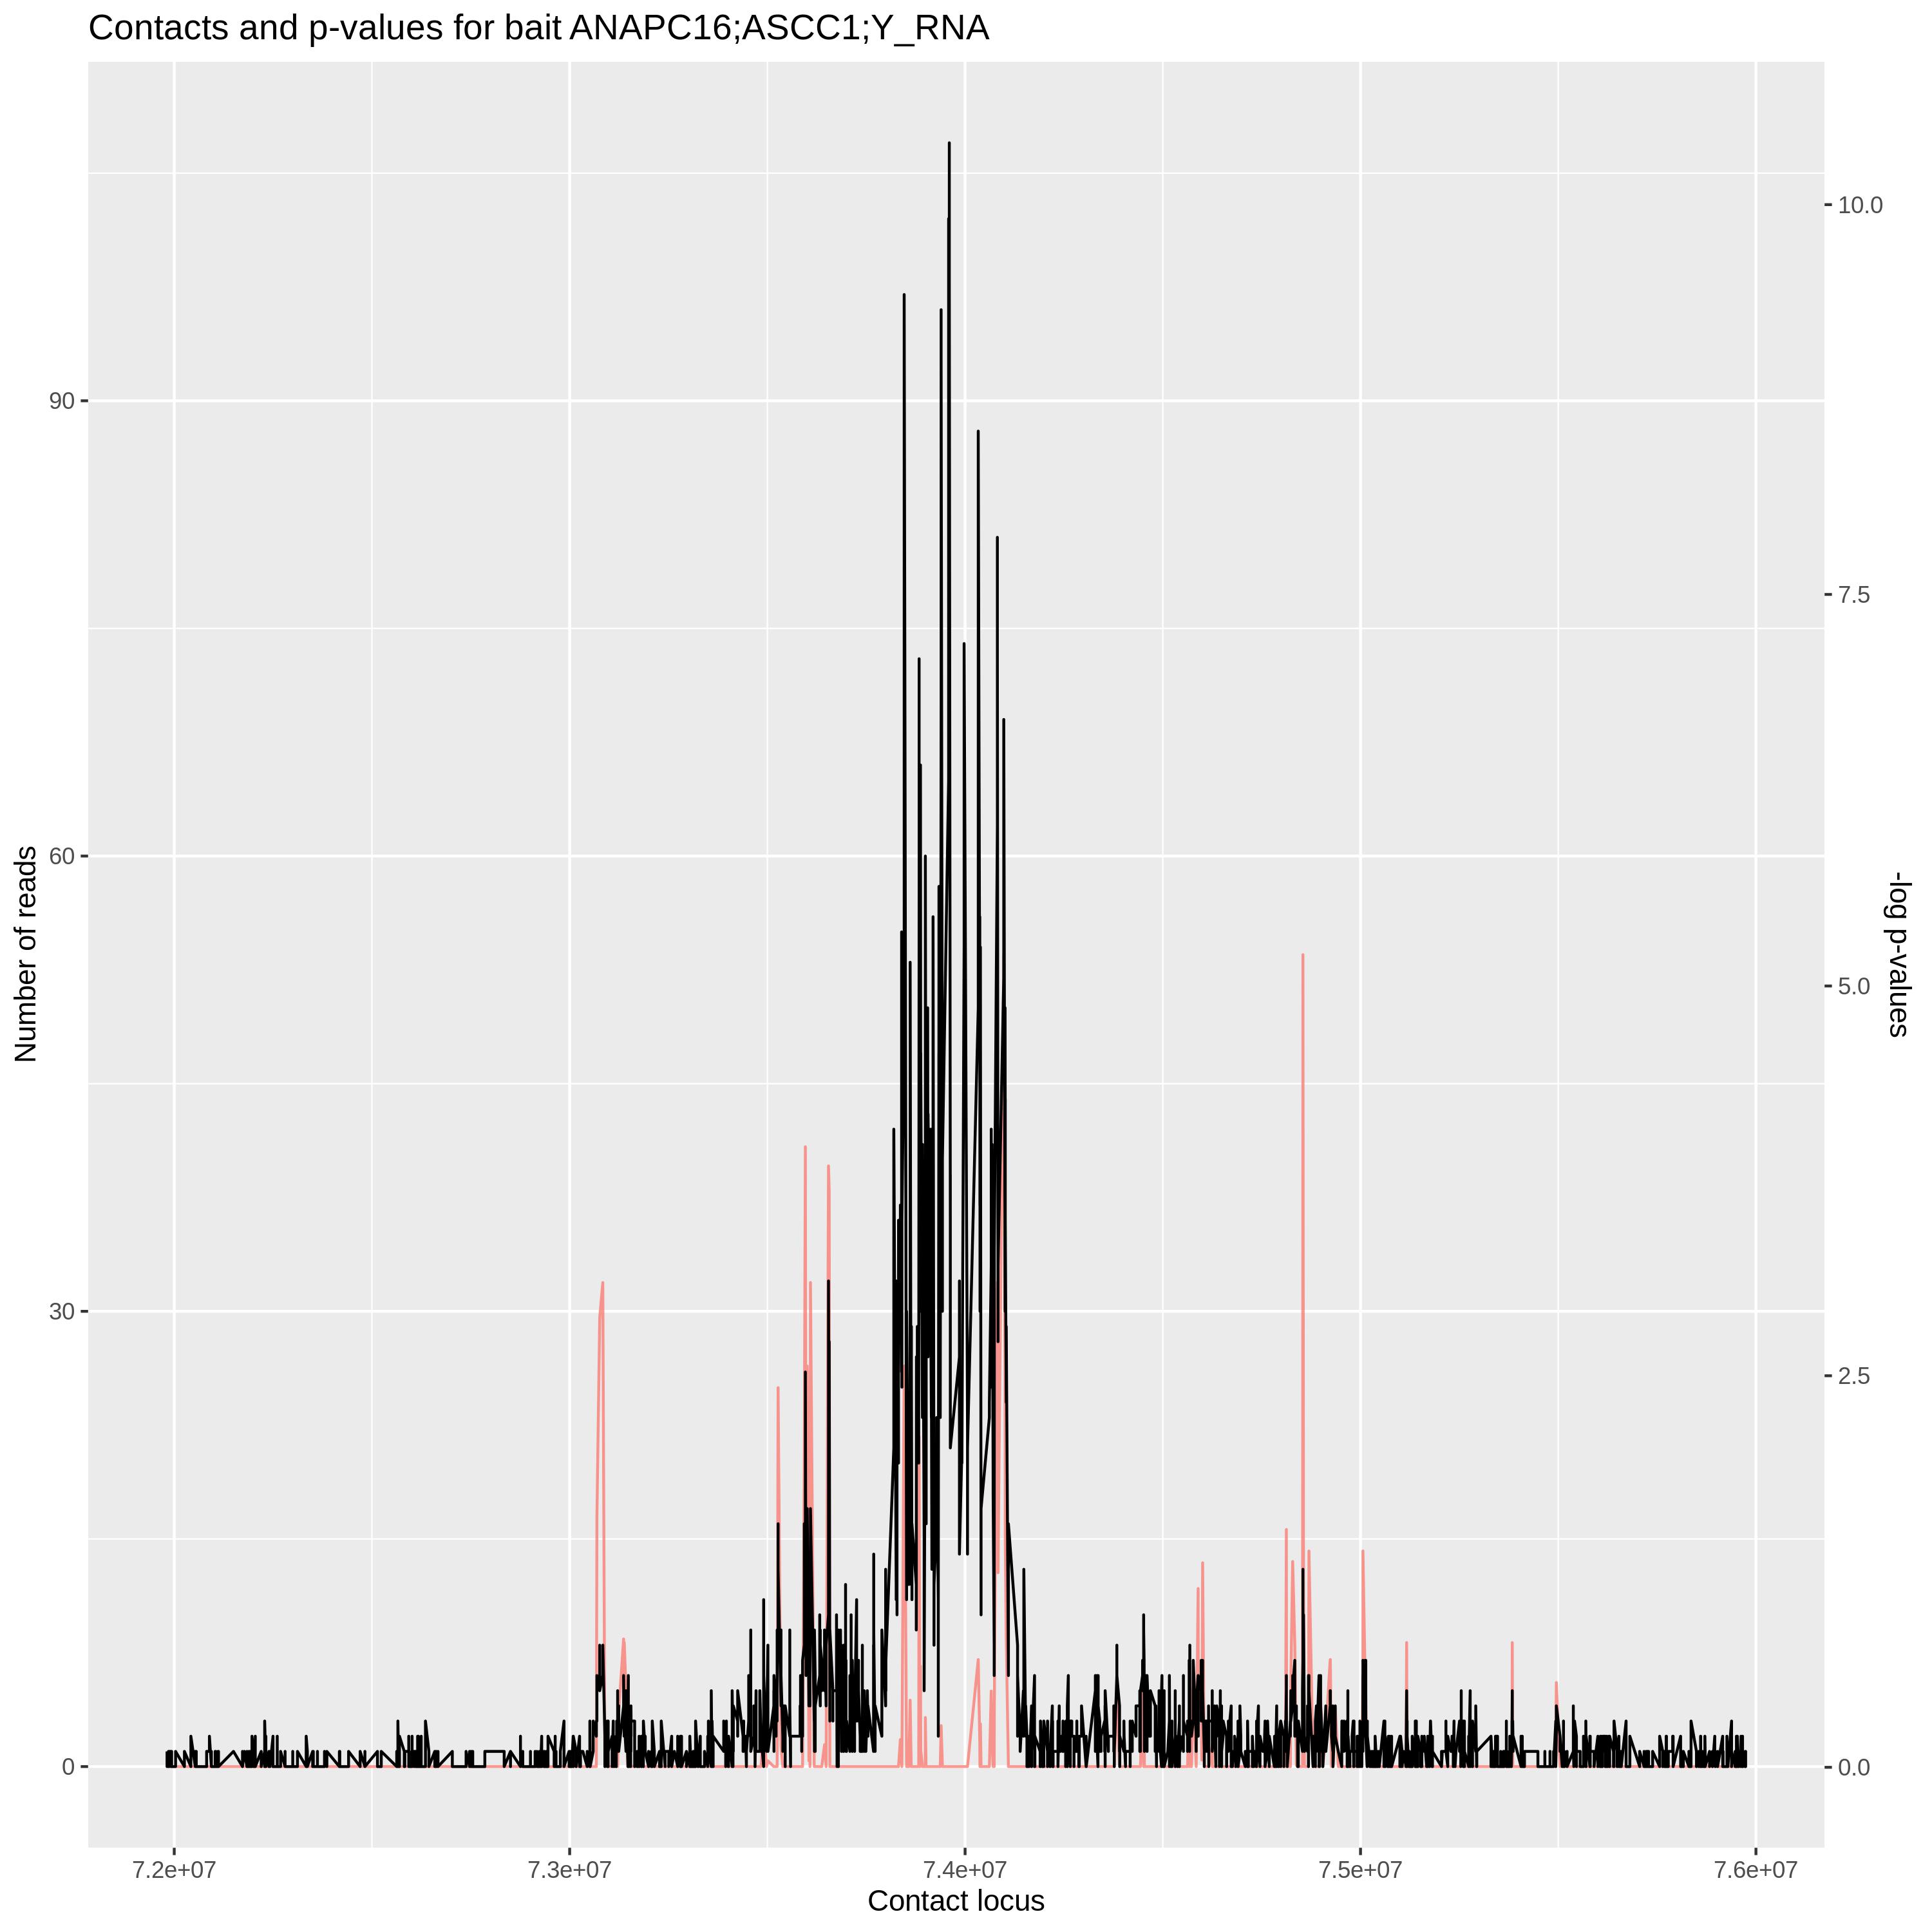 Contacts and p-values for bait ANAPC16;ASCC1;Y_RNA
Number of reads
90
60
30
0
10.0
7.5
5.0
2.5
0.0
-log p-values
7.2e+07 7.3e+07 7.4e+07 7.5e+07 7.6e+07
Contact locus